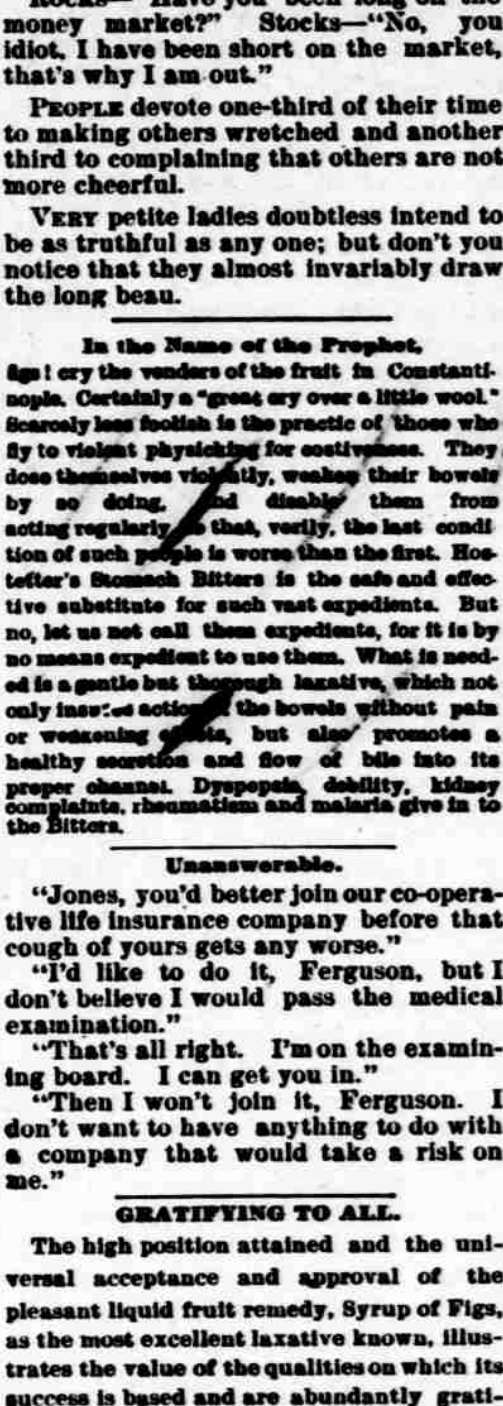 money market?" Stocks—"No, you
idiot. I have been short on the market,
that's why I am out."
PEOPLE devote one-third of their time
to making others wretched and another
third to complaining that others are not
more cheerful.
VERY petite ladies doubtless intend to
be as truthful as any one; but don't you
notice that they almost invariably draw
the long beau.
In the Name of the Prophet,
figs! cry the venders of the fruit in Constanti-
nople. Certainly a "great cry over a little wool."
Scarcely less foolish is the practic of those who
fly to violent physicking for costiveness. They
dose themselves violently, weaken their bowels
by so doing, and disable them from
acting regularly, so that, verily, the last condi
tion of such people is worse than the first. Hos-
tetter's Stomach Bitters is the safe and effec-
tive substitute for such vast expedients. But
no, let us not call them expedients, for it is by
no means expedient to use them. What is need-
ed is a gentle but thorough laxative, which not
only insures action of the bowels without pain
or weakening effects, but also promotes a
healthy secretion and flow of bile into its
proper channel. Dyspepsia, debility, kidney
complaints, rheumatism and malaria give in to
the Bitters.
Unanswerable.
"Jones, you'd better join our co-opera-
tive life insurance company before that
cough of yours gets any worse."
"I'd like to do it, Ferguson, but I
don't believe I would pass the medical
examination."
"That's all right. I'm on the examin-
ing board. I can get you in."
"Then I won't join it, Ferguson. I
don't want to have anything to do with
a company that would take a risk on
me."
GRATIFYING TO ALL.
The high position attained and the uni-
versal acceptance and approval of the
pleasant liquid fruit remedy, Syrup of Figs,
as the most excellent laxative known, illus-
trates the value of the qualities on which its
success is based and are abundantly grati-